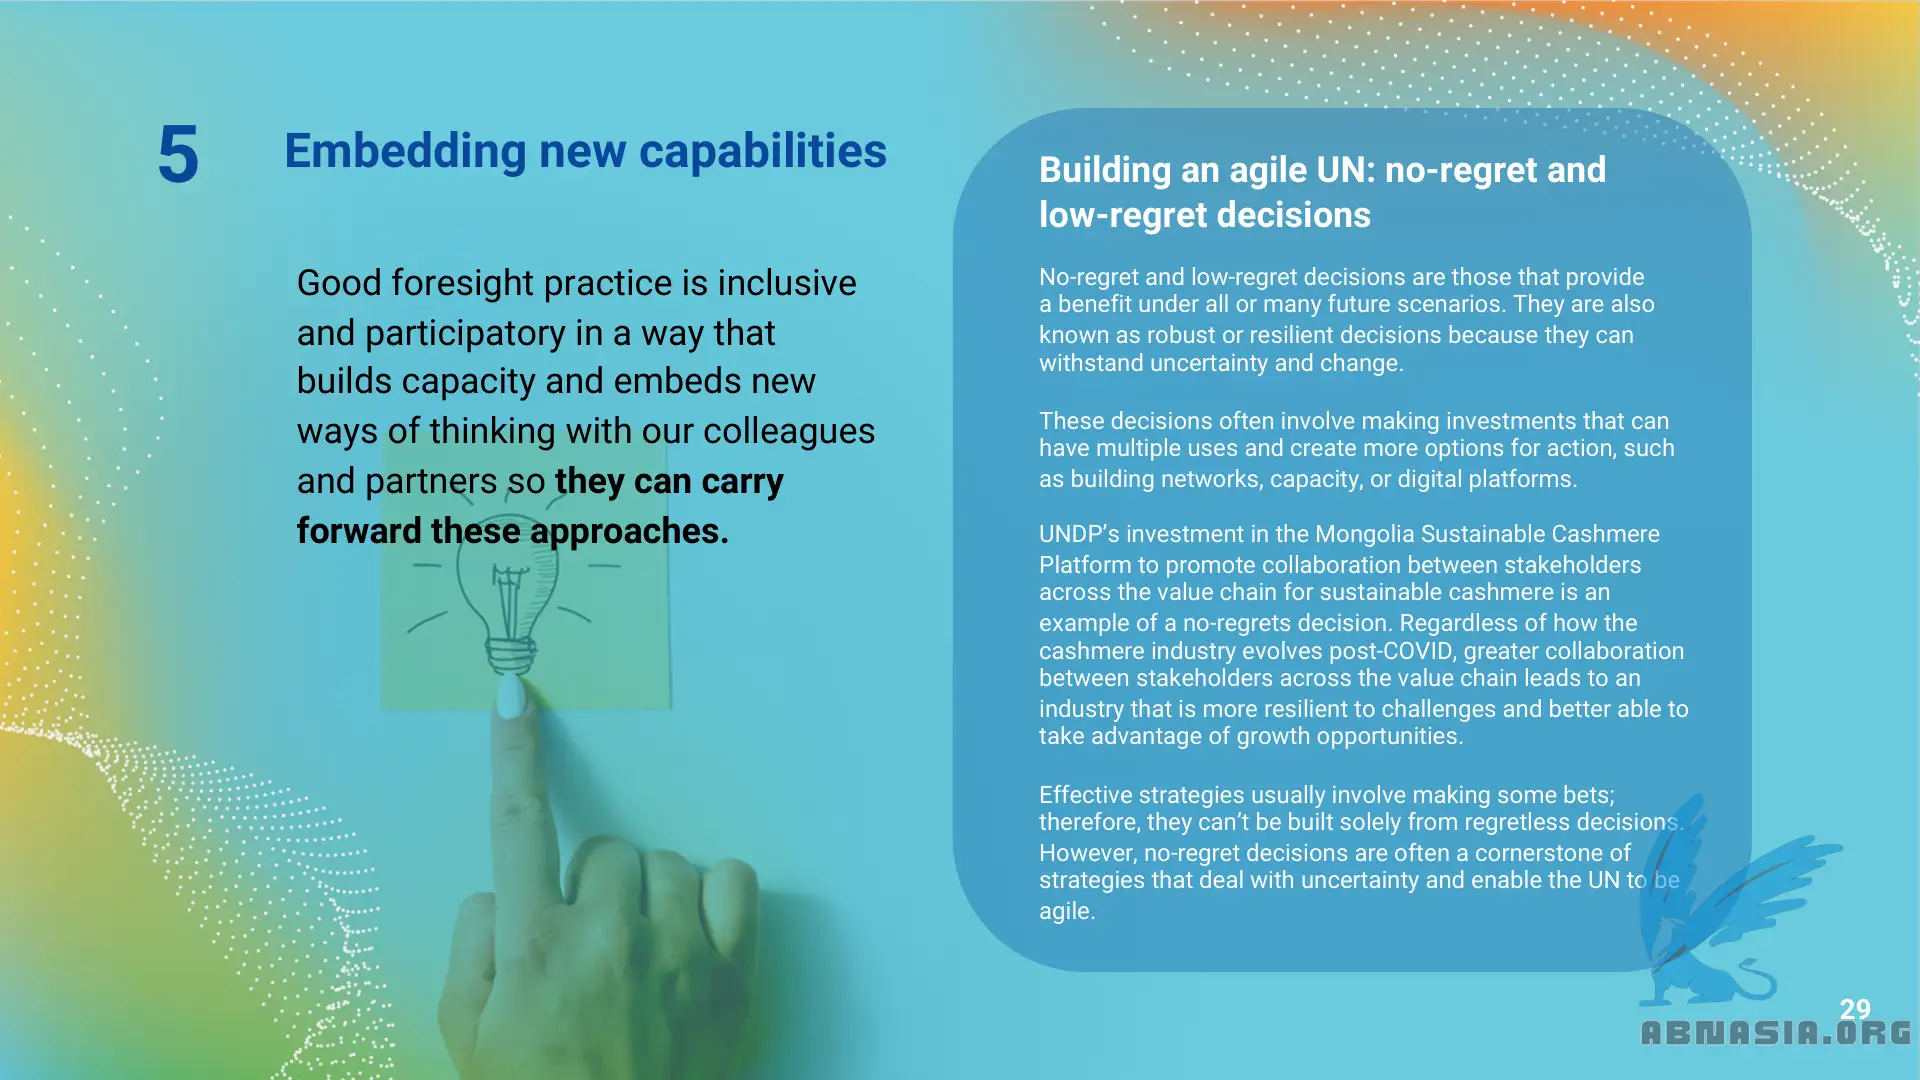 5
Embedding new capabilities
Good foresight practice is inclusive
and participatory in a way that
builds capacity and embeds new
ways of thinking with our colleagues
and partners so they can carry
forward these approaches.
Building an agile UN: no-regret and
low-regret decisions
No-regret and low-regret decisions are those that provide
a benefit under all or many future scenarios. They are also
known as robust or resilient decisions because they can
withstand uncertainty and change.
These decisions often involve making investments that can
have multiple uses and create more options for action, such
as building networks, capacity, or digital platforms.
UNDP’s investment in the Mongolia Sustainable Cashmere
Platform to promote collaboration between stakeholders
across the value chain for sustainable cashmere is an
example of a no-regrets decision. Regardless of how the
cashmere industry evolves post-COVID, greater collaboration
between stakeholders across the value chain leads to an
industry that is more resilient to challenges and better able to
take advantage of growth opportunities.
Effective strategies usually involve making some bets;
therefore, they can’t be built solely from regretless decisions.
However, no-regret decisions are often a cornerstone of
strategies that deal with uncertainty and enable the UN to be
agile.
29
ABNASIA.ORG